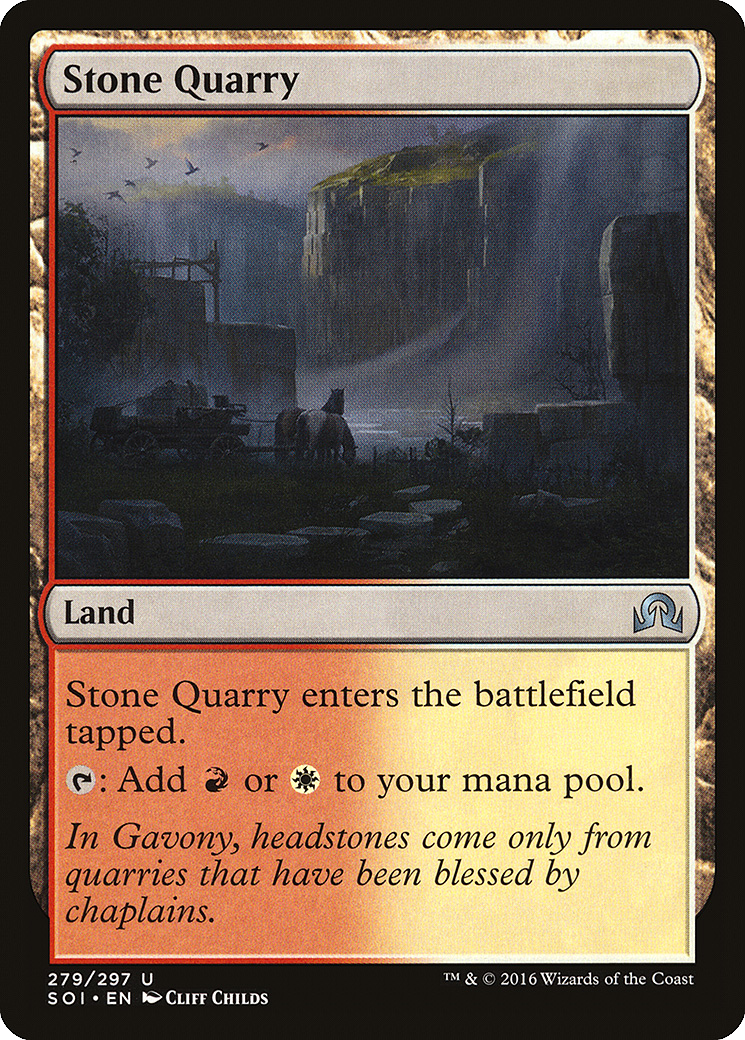 Stone Quarry
Land
Stone Quarry enters the battlefield
tapped.
: Add or to your mana pool.
In Gavony, headstones come only from
quarries that have been blessed by
chaplains.
279/297 U
SOI • EN Cliff Childs
™ & © 2016 Wizards of the Coast